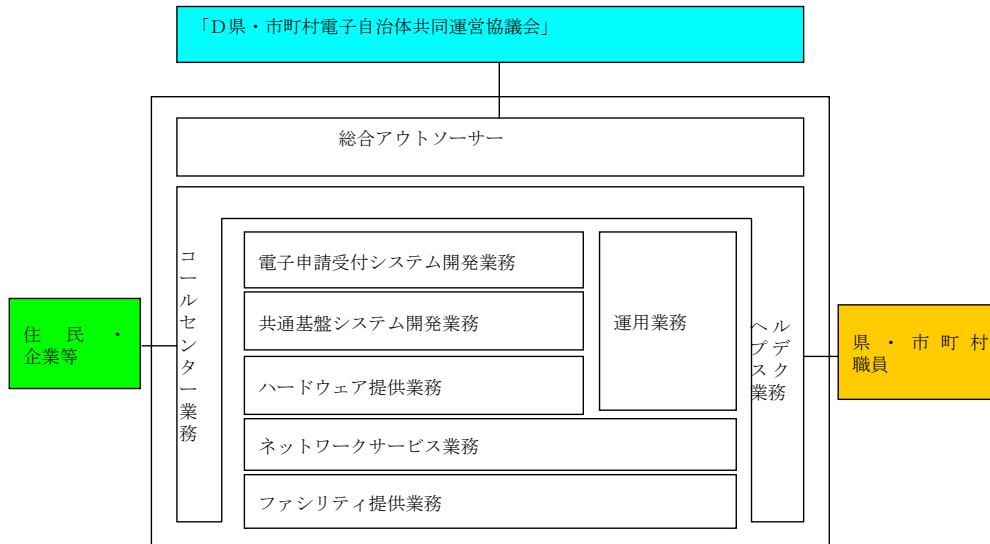 「D県・市町村電子自治体共同運営協議会」
総合アウトソーサー
コールセンター業務
電子申請受付システム開発業務
共通基盤システム開発業務
ハードウェア提供業務
運用業務
ネットワークサービス業務
ファシリティ提供業務
ヘルプデスク業務
住民・
企業等
県・市町村
職員